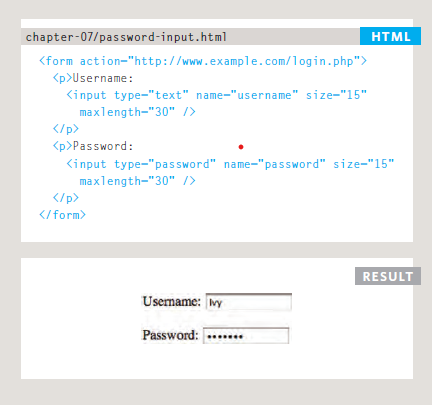 chapter-07/password-input.html HTML
<form action="http://www.example.com/login.php">
<p>Username:
<input type="text" name="username" size="15"
maxlength="30" />
</p>
<p>Password:
<input type="password" name="password" size="15"
maxlength="30" />
</p>
</form>
RESULT
Username: Ivy
Password: •••••••